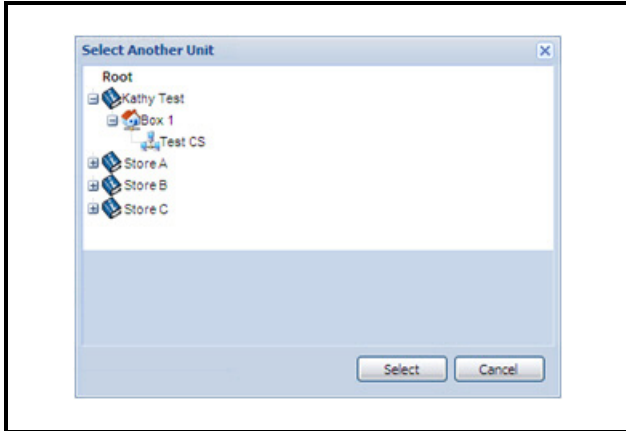 Select Another Unit
Root
Kathy Test
Box 1
Test CS
Store A
Store B
Store C
Select Cancel